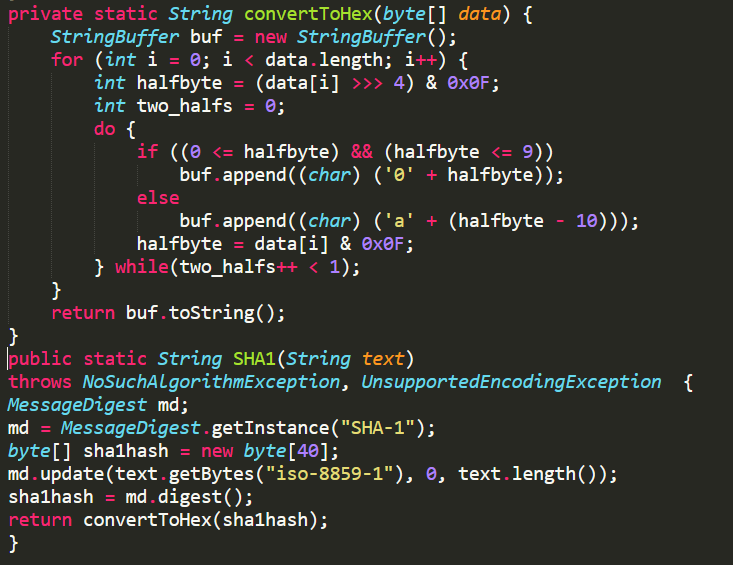 private static String convertToHex(byte[] data) {
    StringBuffer buf = new StringBuffer();
    for (int i = 0; i < data.length; i++) {
        int halfbyte = (data[i] >>> 4) & 0x0F;
        int two_halfs = 0;
        do {
            if ((0 <= halfbyte) && (halfbyte <= 9))
                buf.append((char) ('0' + halfbyte));
            else
                buf.append((char) ('a' + (halfbyte - 10)));
            halfbyte = data[i] & 0x0F;
        } while(two_halfs++ < 1);
    }
    return buf.toString();
}
public static String SHA1(String text)
throws NoSuchAlgorithmException, UnsupportedEncodingException  {
MessageDigest md;
md = MessageDigest.getInstance("SHA-1");
byte[] sha1hash = new byte[40];
md.update(text.getBytes("iso-8859-1"), 0, text.length());
sha1hash = md.digest();
return convertToHex(sha1hash);
}